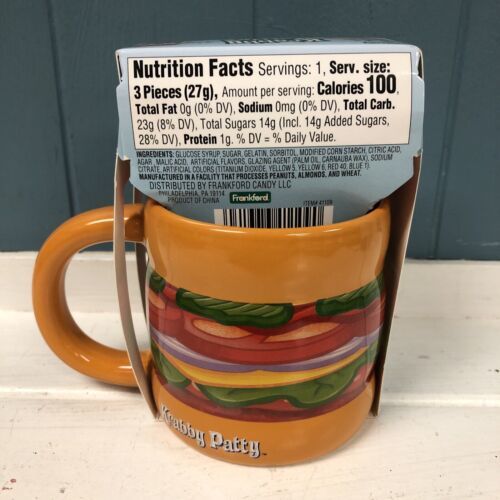 Nutrition Facts Servings: 1, Serv. size:
3 Pieces (27g), Amount per serving: Calories 100,
Total Fat 0g (0% DV), Sodium 0mg (0% DV), Total Carb.
23g (8% DV), Total Sugars 14g (Incl. 14g Added Sugars,
28% DV), Protein 1g. % DV = % Daily Value.
INGREDIENTS: GLUCOSE SYRUP, SUGAR, GELATIN, SORBITOL, MODIFIED CORN STARCH, CITRIC ACID,
AGAR, MALIC ACID, ARTIFICIAL FLAVORS, GLAZING AGENT (PALM OIL, CARNAUBA WAX), SODIUM
CITRATE, ARTIFICIAL COLORS (TITANIUM DIOXIDE, YELLOW 5, YELLOW 6, RED 40, BLUE 1).
MANUFACTURED IN A FACILITY THAT PROCESSES PEANUTS, ALMONDS, AND WHEAT.
DISTRIBUTED BY FRANKFORD CANDY LLC
PHILADELPHIA, PA 19114
PRODUCT OF CHINA
Frankford
ITEM# 41109
Krabby Patty